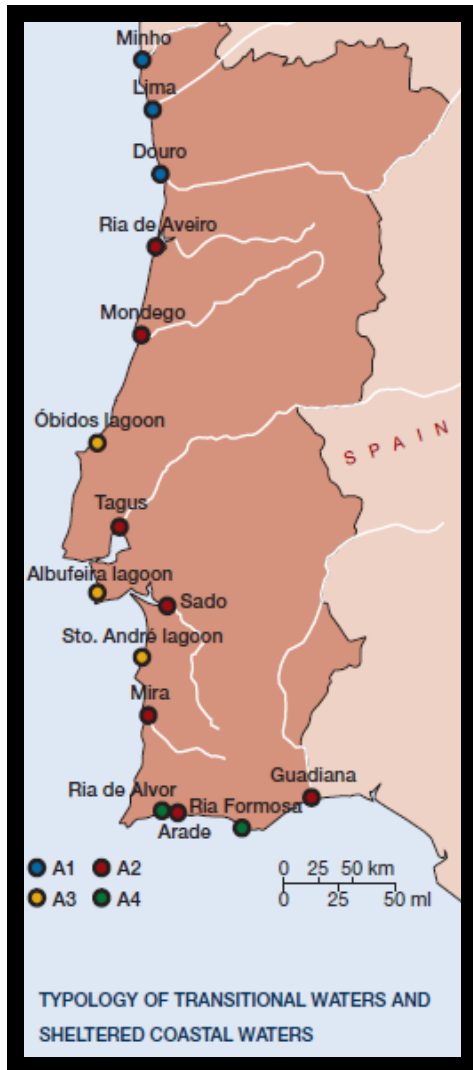 Minho
Lima
Douro
Ria de Aveiro
Mondego
Óbidos lagoon
SPAIN
Tagus
Albufeira lagoon
Sado
Sto. André lagoon
Mira
Guadiana
Ria de Alvor
Ria Formosa
Arade
A1 A2
A3 A4
0 25 50 km
0 25 50 ml
TYPOLOGY OF TRANSITIONAL WATERS AND
SHELTERED COASTAL WATERS